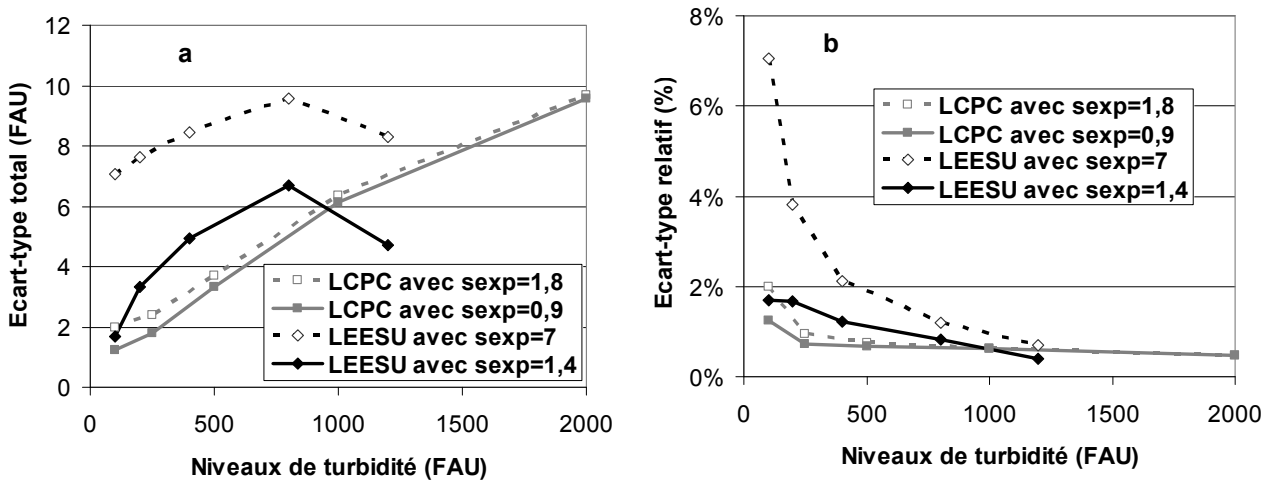 a
Ecart-type total (FAU)
12
10
8
6
4
2
0
LCPC avec sexp=1,8
LCPC avec sexp=0,9
LEESU avec sexp=7
LEESU avec sexp=1,4
0 500 1000 1500 2000
Niveaux de turbidité (FAU)
b
Ecart-type relatif (%)
8%
6%
4%
2%
0%
LCPC avec sexp=1,8
LCPC avec sexp=0,9
LEESU avec sexp=7
LEESU avec sexp=1,4
0 500 1000 1500 2000
Niveaux de turbidité (FAU)